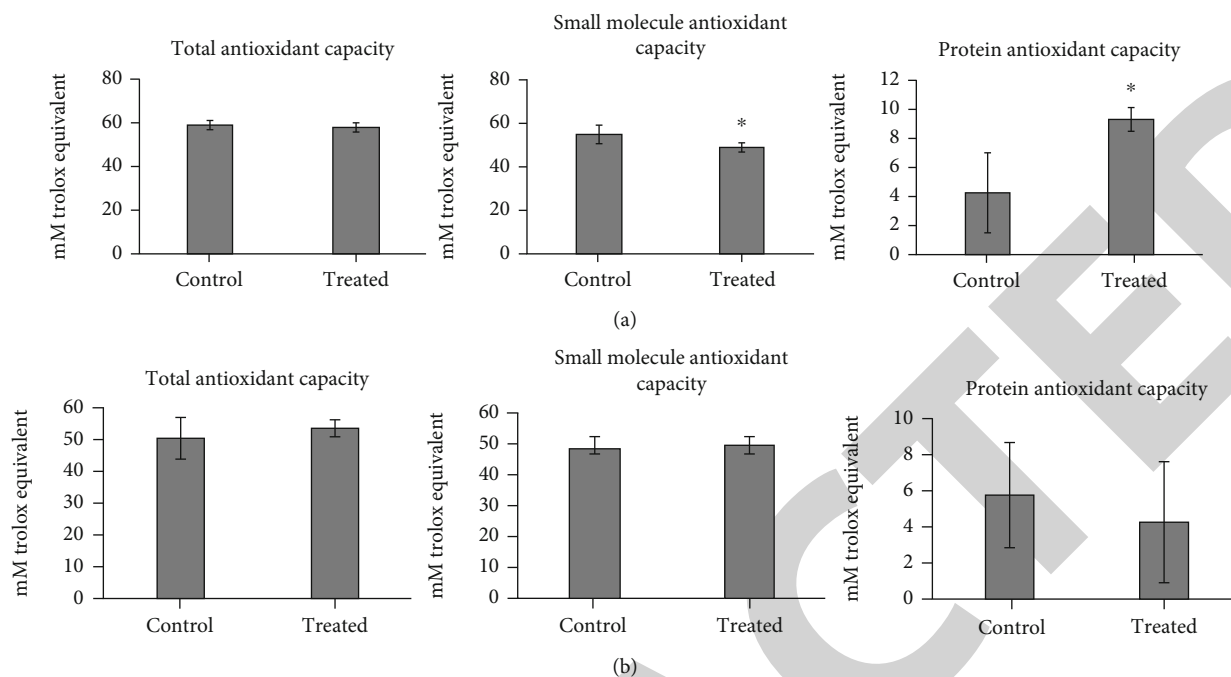 Total antioxidant capacity
mM trolox equivalent
80
60
40
20
0
Control Treated
Small molecule antioxidant
capacity
mM trolox equivalent
80
60
40
20
0
*
Control Treated
Protein antioxidant capacity
mM trolox equivalent
12
10
8
6
4
2
0
*
Control Treated
(a)
Total antioxidant capacity
mM trolox equivalent
60
50
40
30
20
10
0
Control Treated
Small molecule antioxidant
capacity
mM trolox equivalent
60
50
40
30
20
10
0
Control Treated
Protein antioxidant capacity
mM trolox equivalent
10
8
6
4
2
0
Control Treated
(b)
CTED